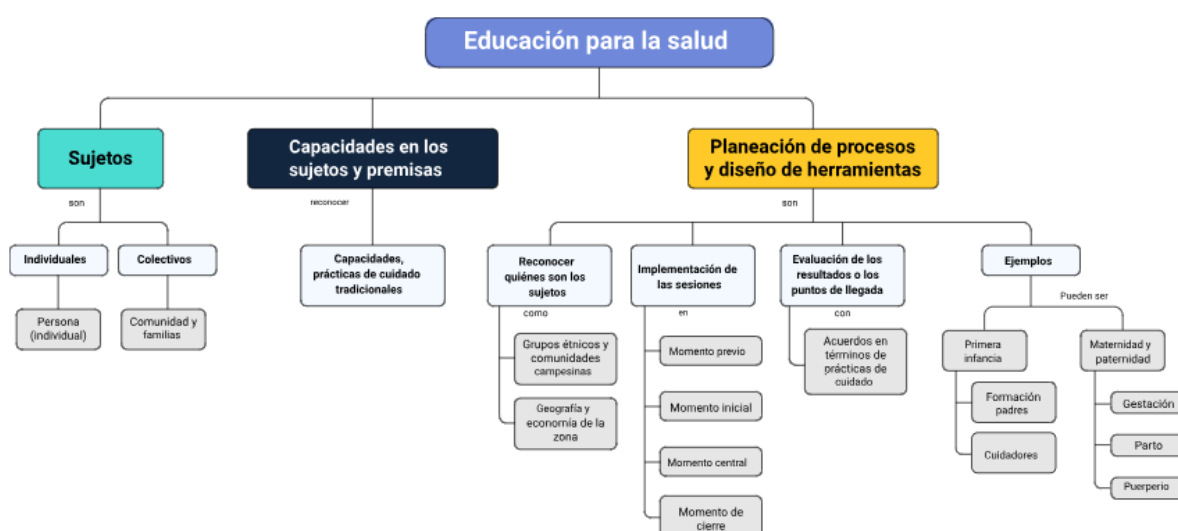 Educación para la salud
Sujetos
Capacidades en los
sujetos y premisas
Planeación de procesos
y diseño de herramientas
son
reconocer
son
Individuales
Colectivos
Capacidades,
prácticas de cuidado
tradicionales
Reconocer
quiénes son los
sujetos
Implementación de
las sesiones
Evaluación de los
resultados o los
puntos de llegada
Ejemplos
Persona
(individual)
Comunidad y
familias
como
en
con
Pueden ser
Grupos étnicos y
comunidades
campesinas
Geografía y
economía de la
zona
Momento previo
Momento inicial
Momento central
Momento de
cierre
Acuerdos en
términos de
prácticas de
cuidado
Primera
infancia
Formación
padres
Cuidadores
Maternidad y
paternidad
Gestación
Parto
Puerperio